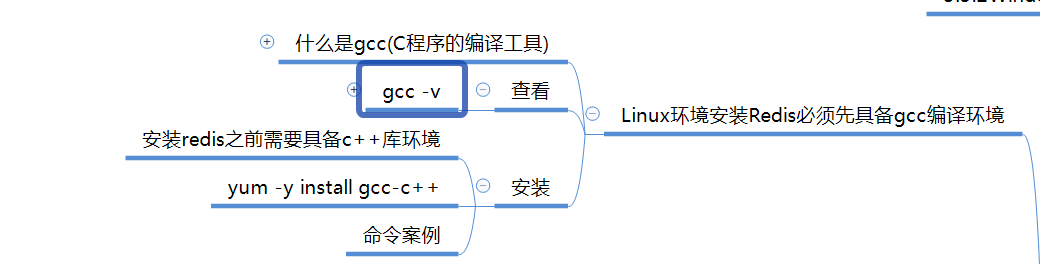 什么是gcc(C程序的编译工具)
gcc -v
查看
Linux环境安装Redis必须先具备gcc编译环境
安装redis之前需要具备c++库环境
yum -y install gcc-c++
安装
命令案例